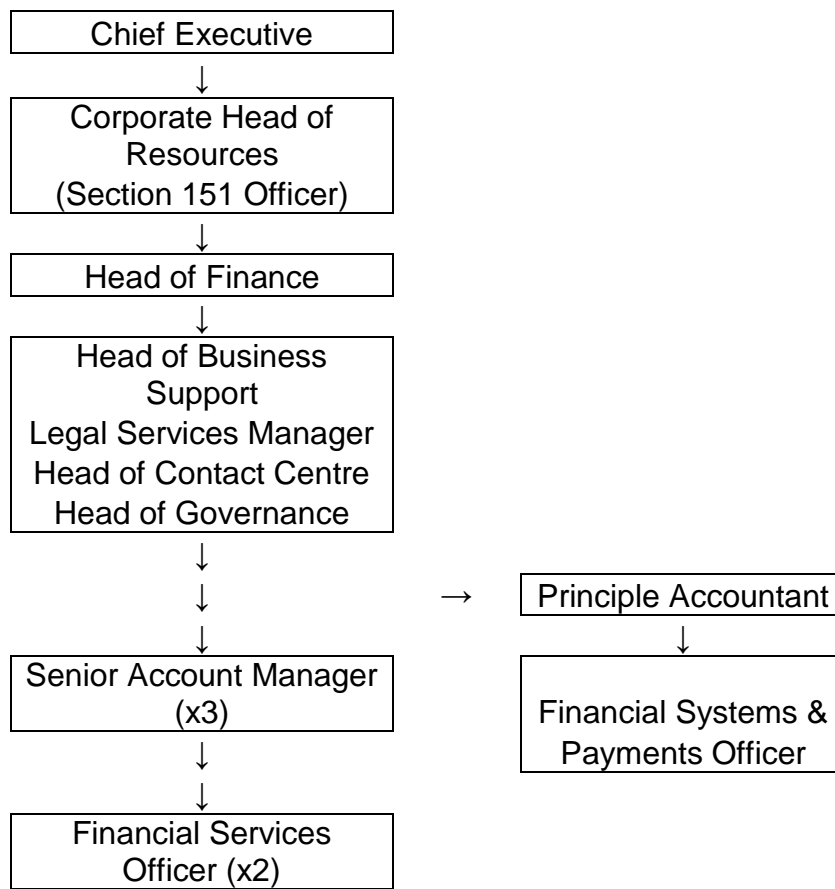 Chief Executive
↓
Corporate Head of
Resources
(Section 151 Officer)
↓
Head of Finance
↓
Head of Business
Support
Legal Services Manager
Head of Contact Centre
Head of Governance
↓
↓ → Principle Accountant
↓ ↓
Senior Account Manager
(x3)
Financial Systems &
Payments Officer
↓
↓
Financial Services
Officer (x2)